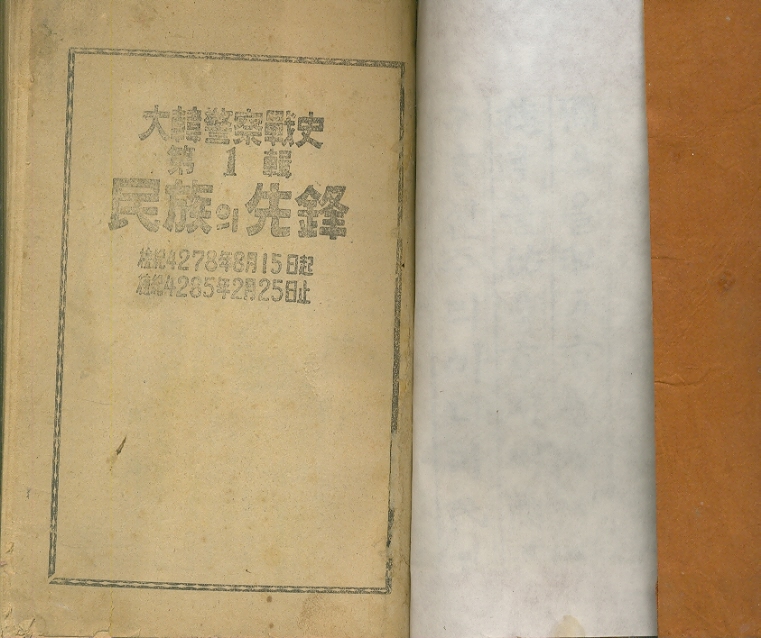 大韓警察戰史
第1輯
民族의先鋒
檀紀4278年8月15日起
檀紀4285年2月25日止